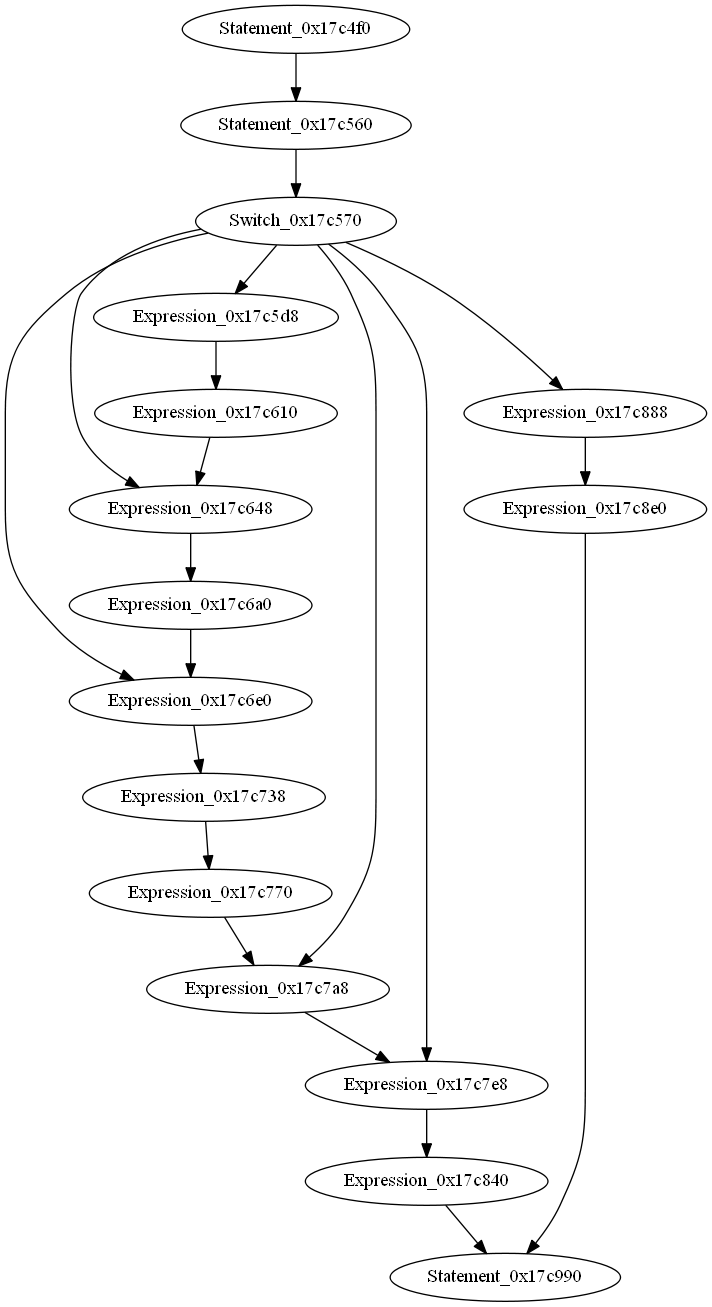 Statement_0x17c4f0
Statement_0x17c560
Switch_0x17c570
Expression_0x17c5d8
Expression_0x17c610
Expression_0x17c888
Expression_0x17c648
Expression_0x17c8e0
Expression_0x17c6a0
Expression_0x17c6e0
Expression_0x17c738
Expression_0x17c770
Expression_0x17c7a8
Expression_0x17c7e8
Expression_0x17c840
Statement_0x17c990